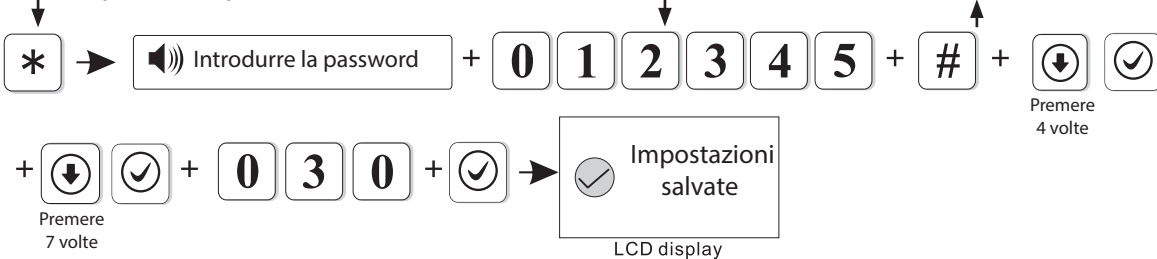 * Introdurre la password + 0 1 2 3 4 5 + # +
Premere
4 volte
+ + 0 3 0 +
Impostazioni
salvate
Premere
7 volte
LCD display